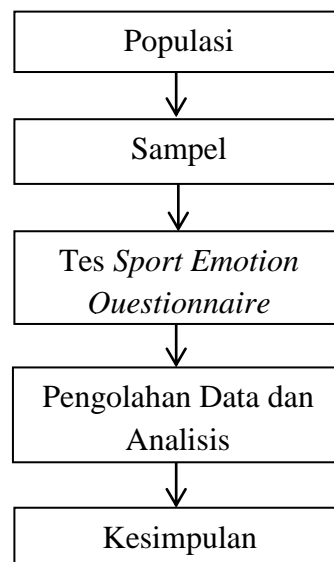 Populasi
Sampel
Tes Sport Emotion
Ouestionnaire
Pengolahan Data dan
Analisis
Kesimpulan